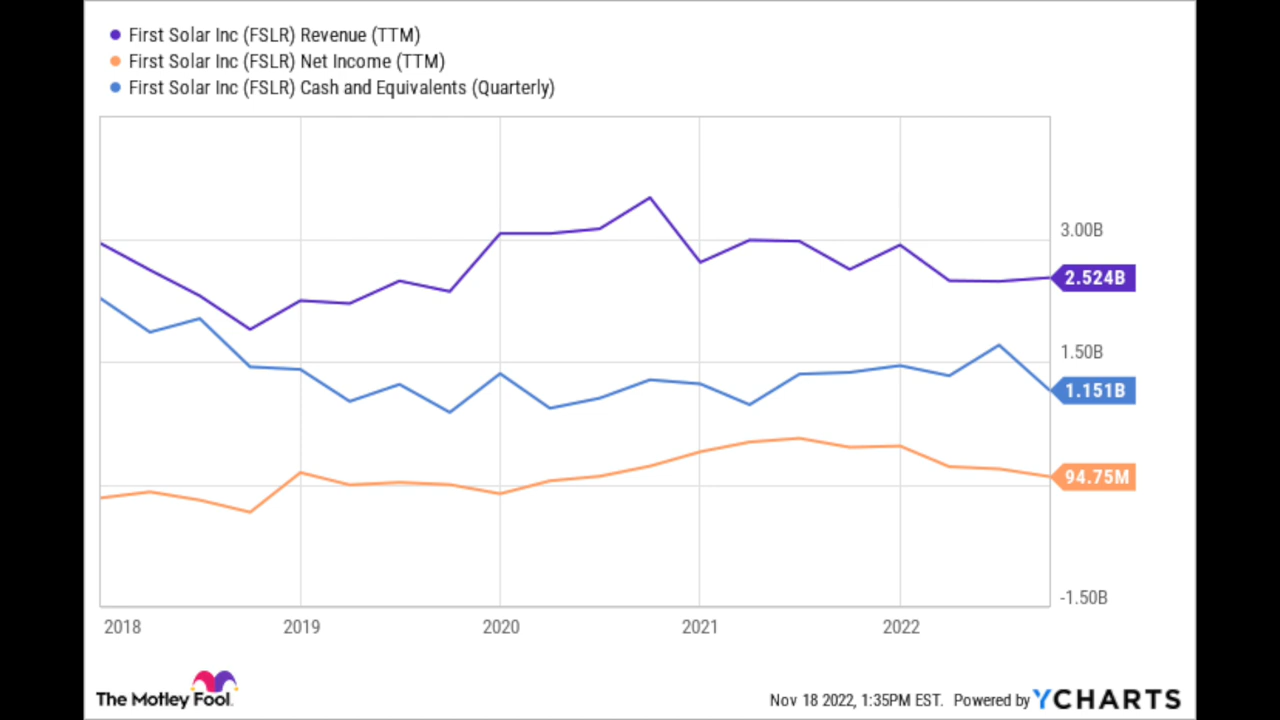 First Solar Inc (FSLR) Revenue (TTM)
First Solar Inc (FSLR) Net Income (TTM)
First Solar Inc (FSLR) Cash and Equivalents (Quarterly)
3.00B
2.524B
1.50B
1.151B
94.75M
-1.50B
2018 2019 2020 2021 2022
The Motley Fool.
Nov 18 2022, 1:35PM EST. Powered by YCHARTS